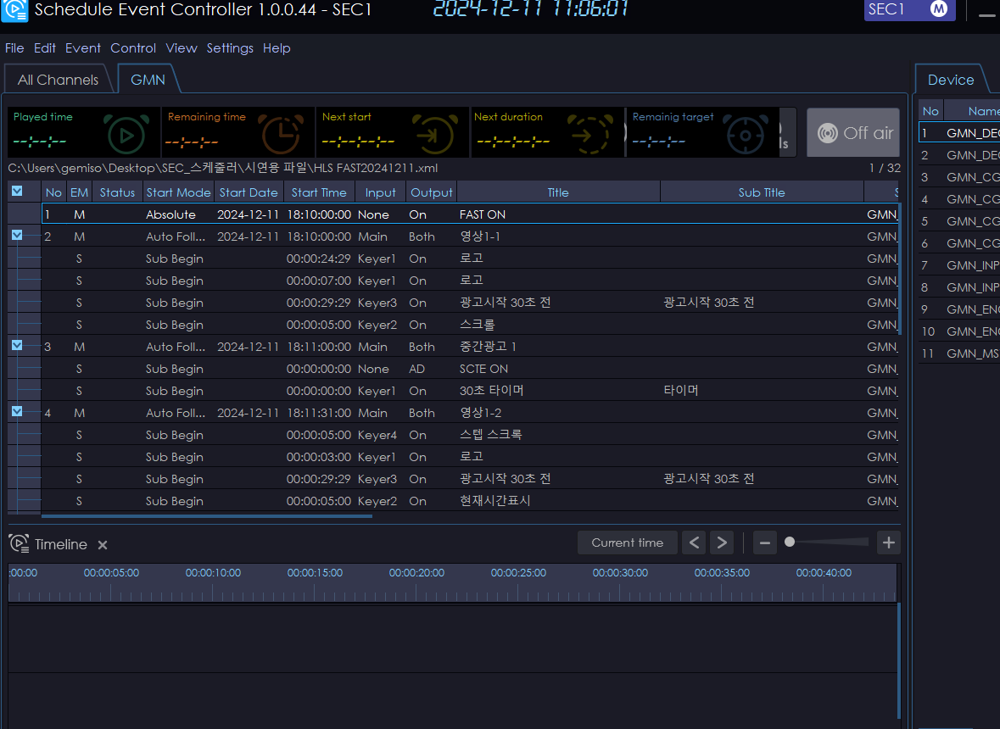 Schedule Event Controller 1.0.0.44 - SEC1 2024-12-11 11:06:01 SEC1 M
File Edit Event Control View Settings Help
All Channels GMN Device
Played time Remaining time Next start Next duration Remainig target
--:--:-- --:--:-- --:--:--:-- --:--:--:-- --:--:-- Off air
C:\Users\gemiso\Desktop\SEC_스케줄러\시연용 파일\HLS FAST20241211.xml 1 / 32
No EM Status Start Mode Start Date Start Time Input Output Title Sub Title
1 M Absolute 2024-12-11 18:10:00:00 None On FAST ON GMN_
2 M Auto Foll... 2024-12-11 18:10:00:00 Main Both 영상1-1 GMN_
S Sub Begin 00:00:24:29 Keyer1 On 로고 GMN_
S Sub Begin 00:00:07:00 Keyer1 On 로고 GMN_
S Sub Begin 00:00:29:29 Keyer3 On 광고시작 30초 전 광고시작 30초 전 GMN_
S Sub Begin 00:00:05:00 Keyer2 On 스크롤 GMN_
3 M Auto Foll... 2024-12-11 18:11:00:00 Main Both 중간광고 1 GMN_
S Sub Begin 00:00:00:00 None AD SCTE ON GMN_
S Sub Begin 00:00:00:00 Keyer1 On 30초 타이머 타이머 GMN_
4 M Auto Foll... 2024-12-11 18:11:31:00 Main Both 영상1-2 GMN_
S Sub Begin 00:00:05:00 Keyer4 On 스텝 스크록 GMN_
S Sub Begin 00:00:03:00 Keyer1 On 로고 GMN_
S Sub Begin 00:00:29:29 Keyer3 On 광고시작 30초 전 광고시작 30초 전 GMN_
S Sub Begin 00:00:05:00 Keyer2 On 현재시간표시 GMN_
No Name
1 GMN_DEC
2 GMN_DEC
3 GMN_CG
4 GMN_CG
5 GMN_CG
6 GMN_CG
7 GMN_INP
8 GMN_INP
9 GMN_ENC
10 GMN_ENC
11 GMN_MS
Timeline Current time
:00:00 00:00:05:00 00:00:10:00 00:00:15:00 00:00:20:00 00:00:25:00 00:00:30:00 00:00:35:00 00:00:40:00